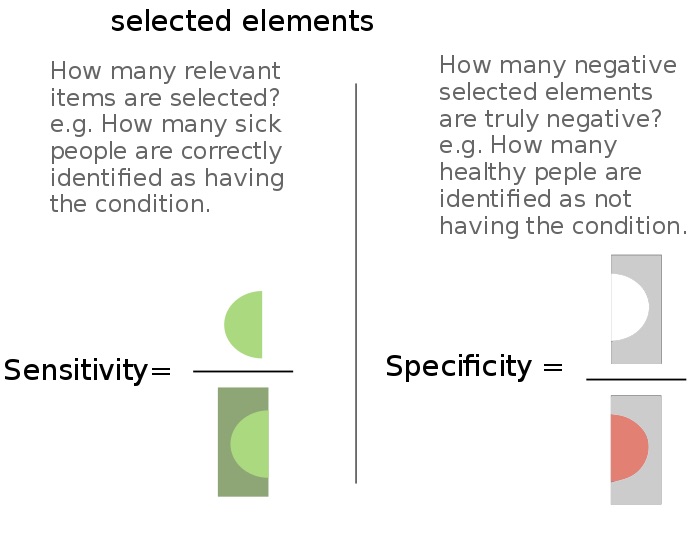 selected elements
How many relevant
items are selected?
e.g. How many sick
people are correctly
identified as having
the condition.
How many negative
selected elements
are truly negative?
e.g. How many
healthy peple are
identified as not
having the condition.
Sensitivity=
Specificity =